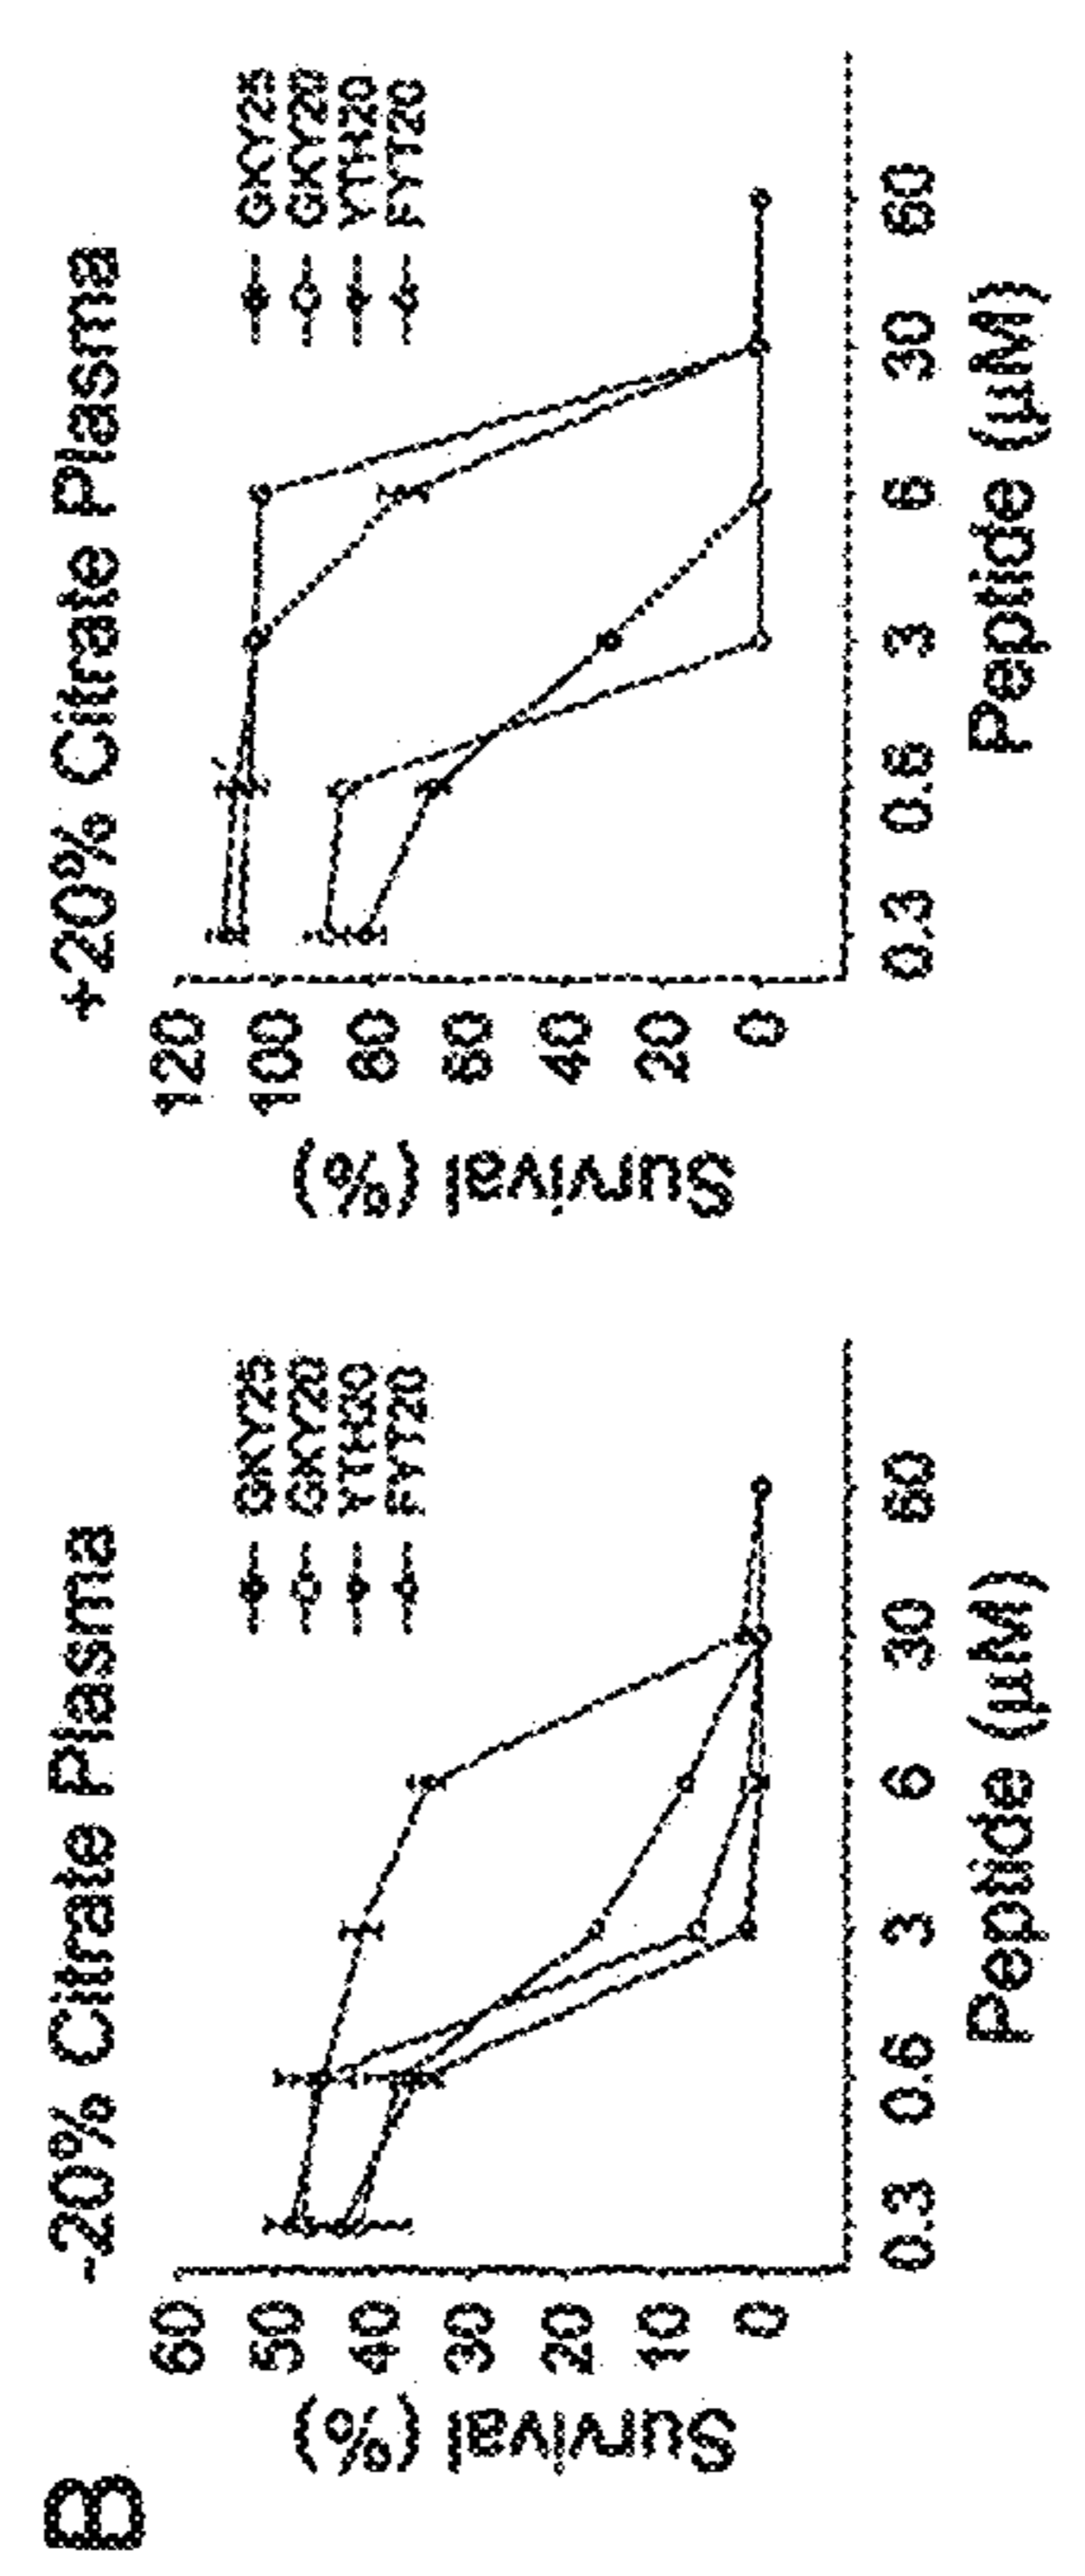 B
-20% Citrate Plasma
Survival (%)
60
50
40
30
20
10
0
0.3 0.6 3 6 30 60
Peptide (µM)
GKY25
GKY20
YTH20
FYT20
+20% Citrate Plasma
Survival (%)
120
100
80
60
40
20
0
0.3 0.6 3 6 30 60
Peptide (µM)
GKY25
GKY20
YTH20
FYT20